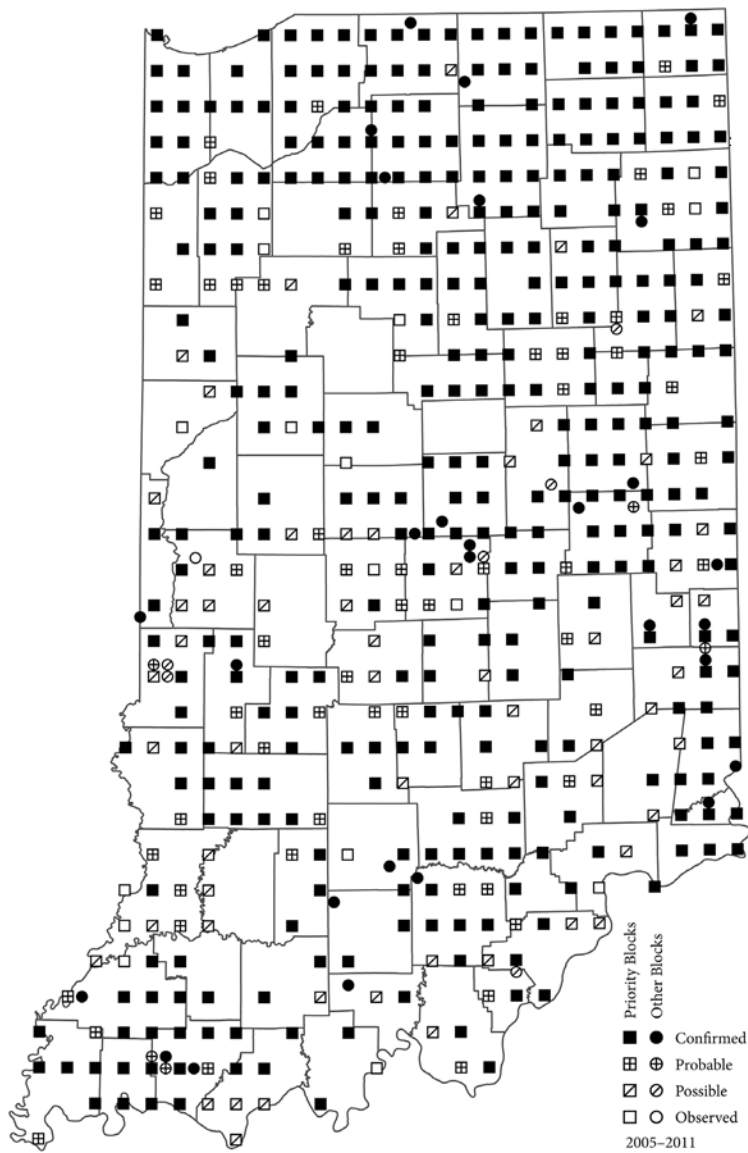 Priority Blocks
Other Blocks
Confirmed
Probable
Possible
Observed
2005–2011